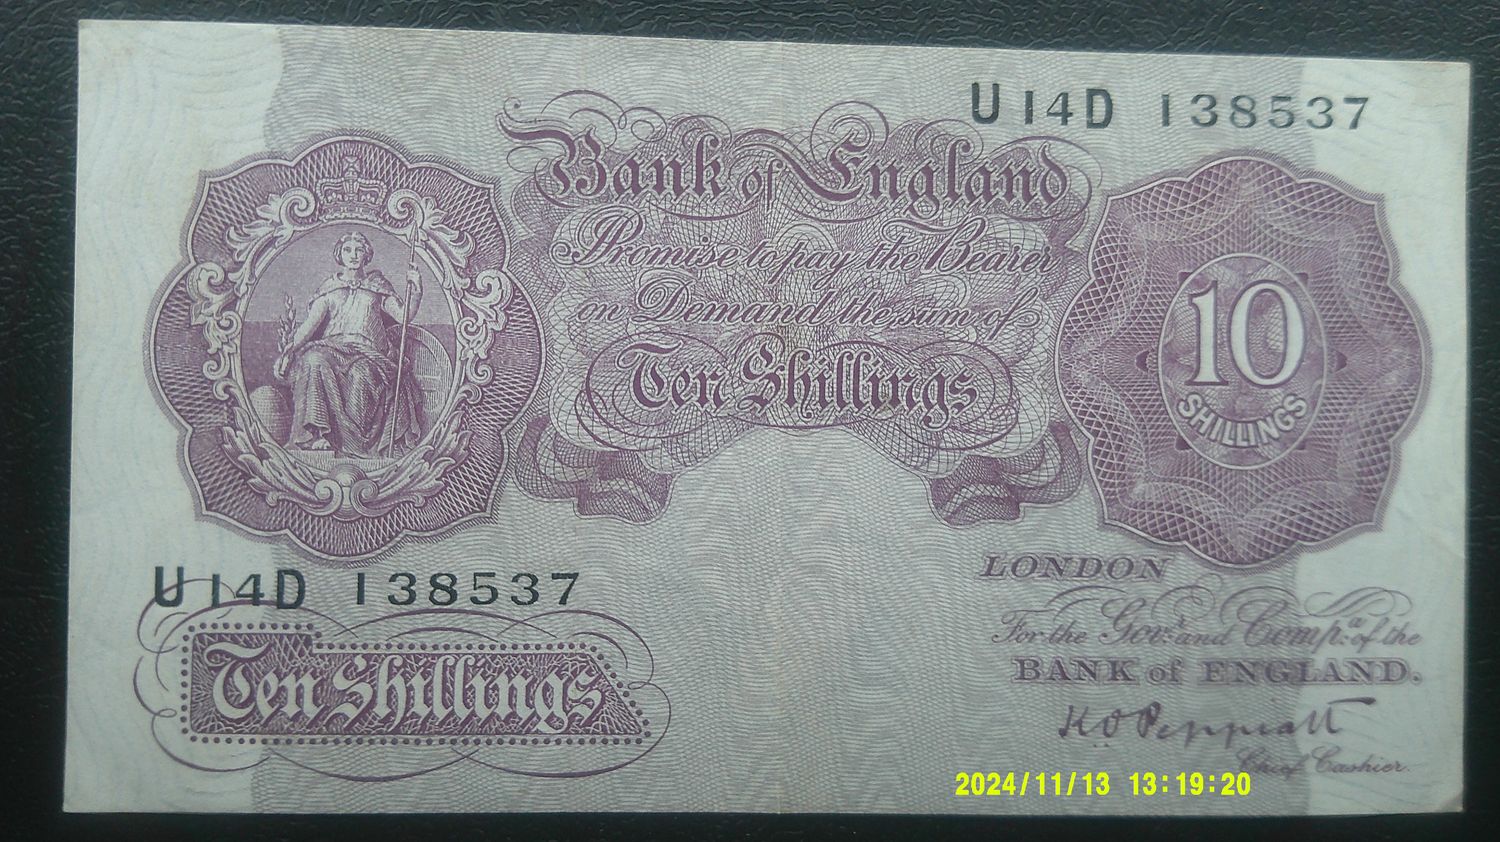 U14D 138537
Bank of England
Promise to pay the Bearer
on Demand the sum of
Ten Shillings
10
SHILLINGS
U14D 138537
Ten Shillings
LONDON
For the Govr. and Compa. of the
BANK of ENGLAND.
K O Peppiatt
Chief Cashier.
2024/11/13 13:19:20